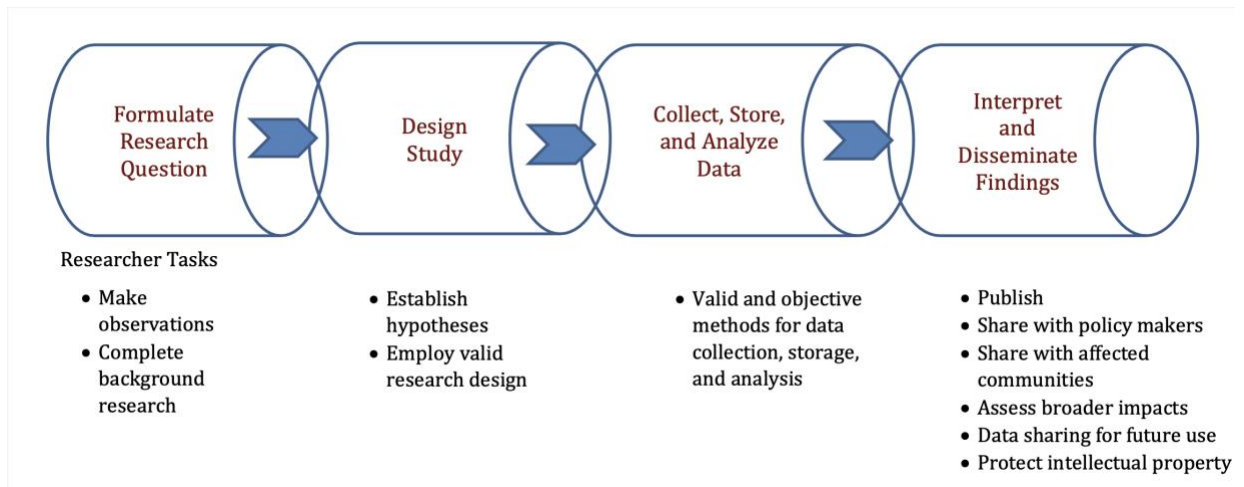 Formulate
Research
Question
Design
Study
Collect, Store,
and Analyze
Data
Interpret
and
Disseminate
Findings
Researcher Tasks
• Make
observations
• Complete
background
research
• Establish
hypotheses
• Employ valid
research design
• Valid and objective
methods for data
collection, storage,
and analysis
• Publish
• Share with policy makers
• Share with affected
communities
• Assess broader impacts
• Data sharing for future use
• Protect intellectual property